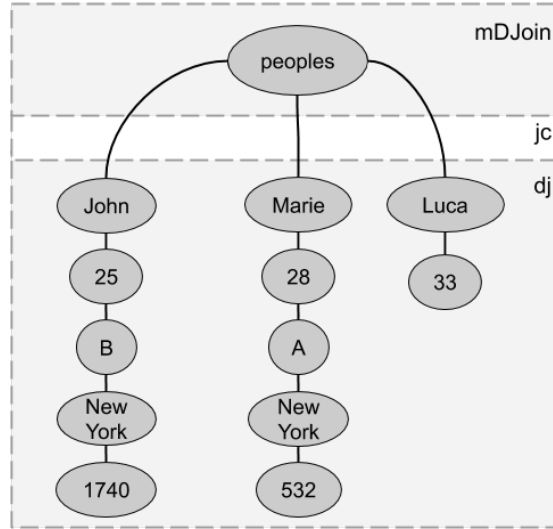 mDJoin
peoples
jc
dj
John
Marie
Luca
25
28
33
B
A
New
York
New
York
1740
532